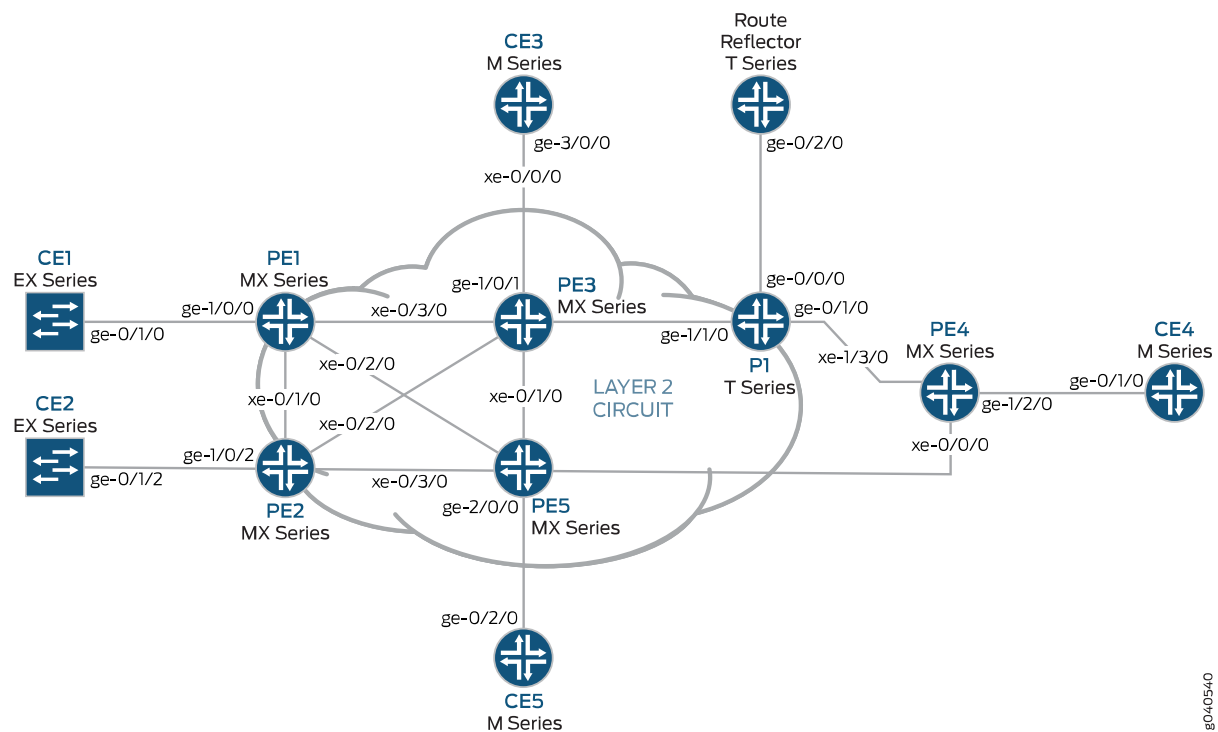 CE3
M Series
Route
Reflector
T Series
ge-3/0/0
ge-0/2/0
xe-0/0/0
CE1
EX Series
PE1
MX Series
ge-1/0/1
PE3
MX Series
ge-0/0/0
ge-1/0/0
xe-0/3/0
ge-0/1/0
ge-0/1/0
ge-1/1/0
PE4
MX Series
CE4
M Series
xe-0/2/0
P1
T Series
xe-1/3/0
LAYER 2
CIRCUIT
ge-0/1/0
ge-1/2/0
CE2
EX Series
xe-0/1/0
xe-0/1/0
xe-0/2/0
xe-0/0/0
ge-1/0/2
ge-0/1/2
xe-0/3/0
ge-2/0/0
PE2
MX Series
PE5
MX Series
ge-0/2/0
CE5
M Series
g040540